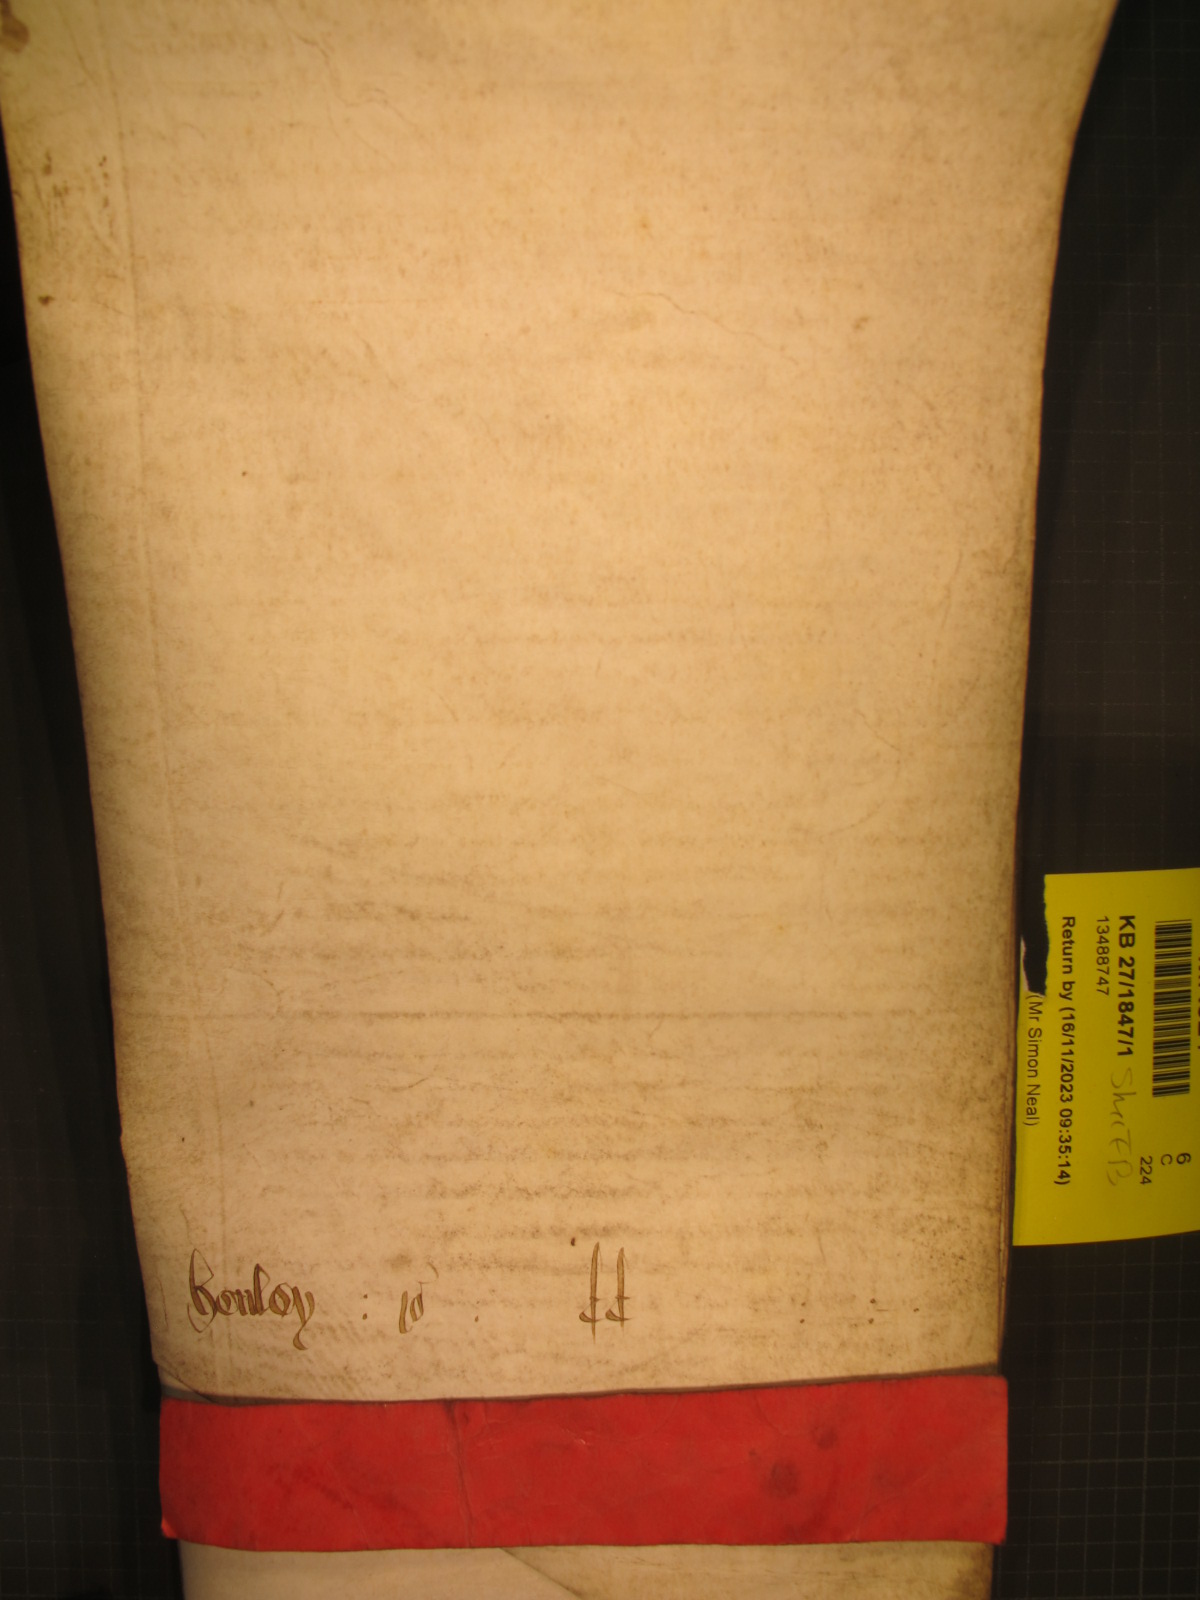 Henley : ro . ff
6
C
224
KB 27/1847/1
13488747
Return by (16/11/2023 09:35:14)
(Mr Simon Neal)